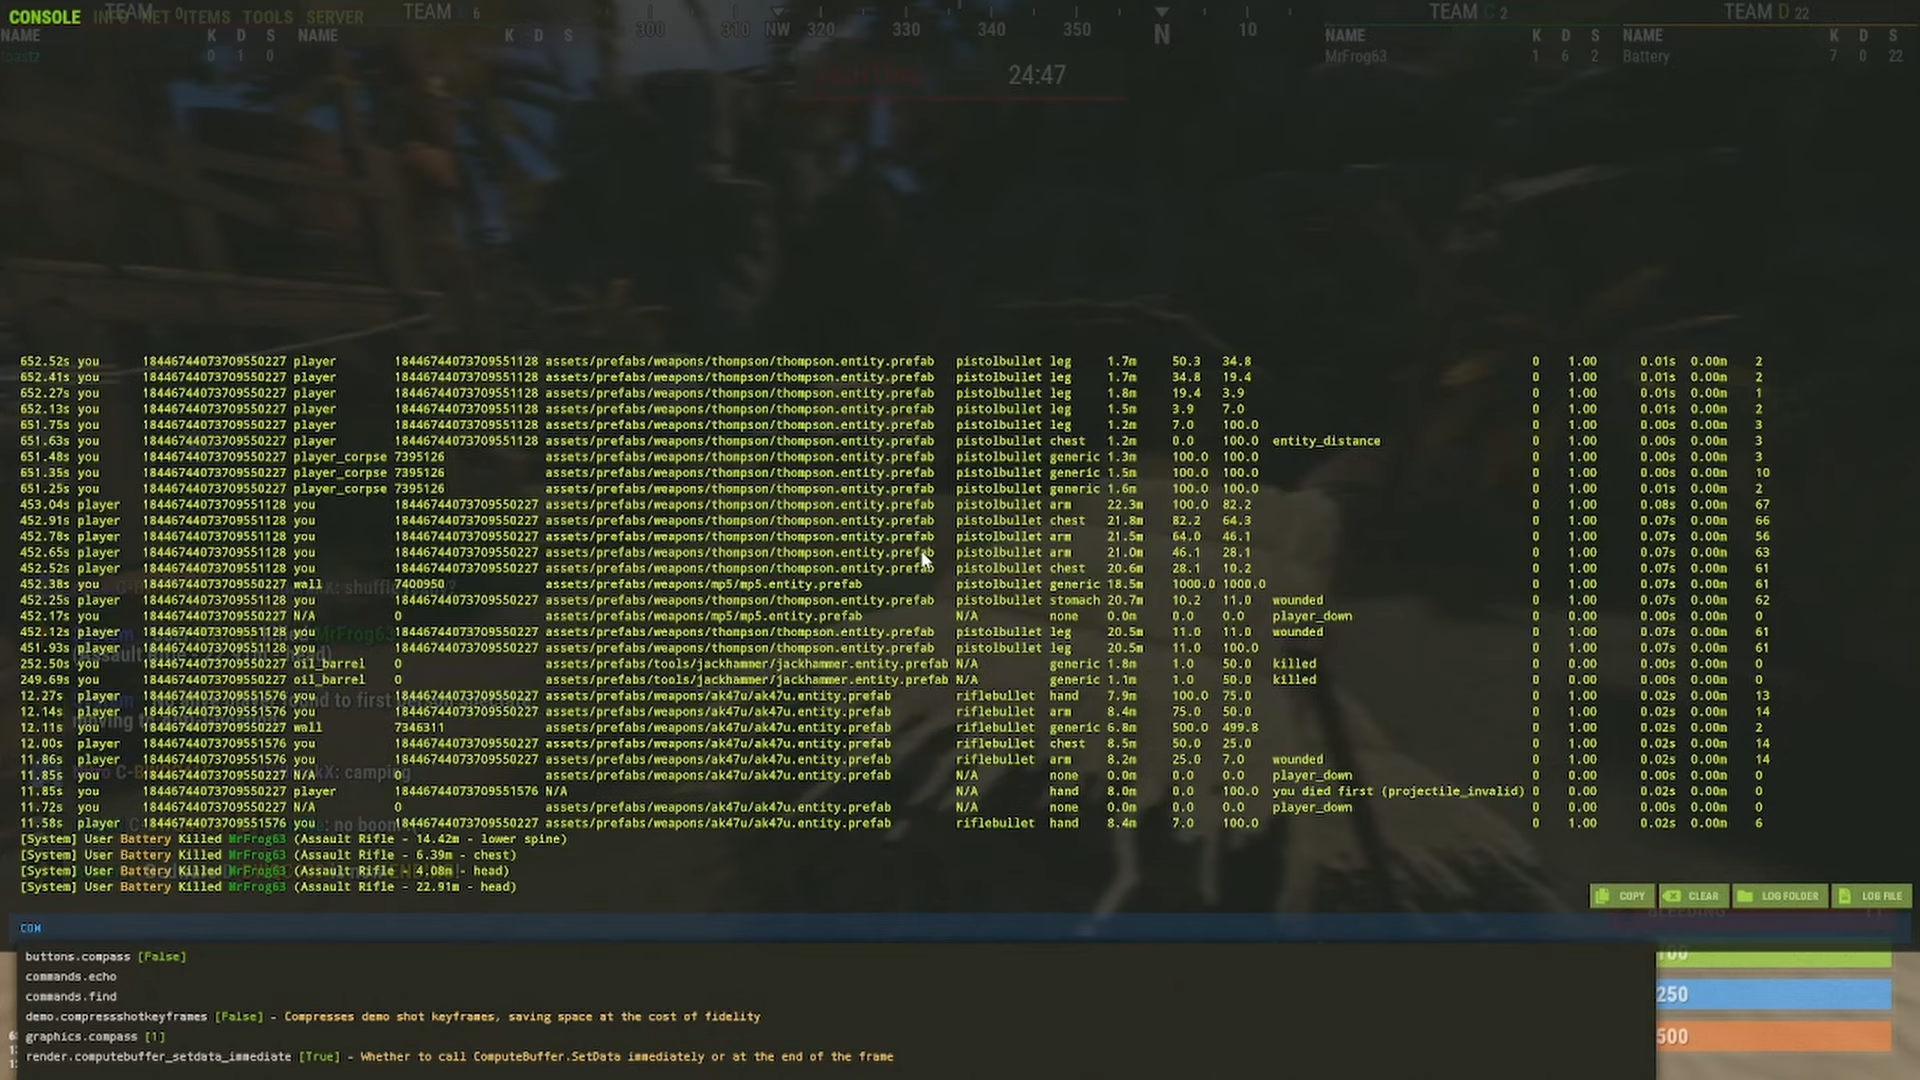 CONSOLE INFO NET ITEMS TOOLS SERVER
TEAM 0
TEAM 6
300 310 NW 320 330 340 350 N 10
TEAM C 2
TEAM D 22
NAME K D S NAME K D S
NAME K D S NAME K D S
toastz 0 1 0
MrFrog63 1 6 2 Battery 7 0 22
24:47
652.52s you 18446744073709550227 player 18446744073709551128 assets/prefabs/weapons/thompson/thompson.entity.prefab pistolbullet leg 1.7m 50.3 34.8 0 1.00 0.01s 0.00m 2
652.41s you 18446744073709550227 player 18446744073709551128 assets/prefabs/weapons/thompson/thompson.entity.prefab pistolbullet leg 1.7m 34.8 19.4 0 1.00 0.01s 0.00m 2
652.27s you 18446744073709550227 player 18446744073709551128 assets/prefabs/weapons/thompson/thompson.entity.prefab pistolbullet leg 1.8m 19.4 3.9 0 1.00 0.01s 0.00m 1
652.13s you 18446744073709550227 player 18446744073709551128 assets/prefabs/weapons/thompson/thompson.entity.prefab pistolbullet leg 1.5m 3.9 7.0 0 1.00 0.01s 0.00m 2
651.75s you 18446744073709550227 player 18446744073709551128 assets/prefabs/weapons/thompson/thompson.entity.prefab pistolbullet leg 1.2m 7.0 100.0 0 1.00 0.00s 0.00m 3
651.63s you 18446744073709550227 player 18446744073709551128 assets/prefabs/weapons/thompson/thompson.entity.prefab pistolbullet chest 1.2m 0.0 100.0 entity_distance 0 1.00 0.00s 0.00m 3
651.48s you 18446744073709550227 player_corpse 7395126 assets/prefabs/weapons/thompson/thompson.entity.prefab pistolbullet generic 1.3m 100.0 100.0 0 1.00 0.00s 0.00m 3
651.35s you 18446744073709550227 player_corpse 7395126 assets/prefabs/weapons/thompson/thompson.entity.prefab pistolbullet generic 1.5m 100.0 100.0 0 1.00 0.00s 0.00m 10
651.25s you 18446744073709550227 player_corpse 7395126 assets/prefabs/weapons/thompson/thompson.entity.prefab pistolbullet generic 1.6m 100.0 100.0 0 1.00 0.01s 0.00m 2
453.04s player 18446744073709551128 you 18446744073709550227 assets/prefabs/weapons/thompson/thompson.entity.prefab pistolbullet arm 22.3m 100.0 82.2 0 1.00 0.08s 0.00m 67
452.91s player 18446744073709551128 you 18446744073709550227 assets/prefabs/weapons/thompson/thompson.entity.prefab pistolbullet chest 21.8m 82.2 64.3 0 1.00 0.07s 0.00m 66
452.78s player 18446744073709551128 you 18446744073709550227 assets/prefabs/weapons/thompson/thompson.entity.prefab pistolbullet arm 21.5m 64.0 46.1 0 1.00 0.07s 0.00m 56
452.65s player 18446744073709551128 you 18446744073709550227 assets/prefabs/weapons/thompson/thompson.entity.prefab pistolbullet arm 21.0m 46.1 28.1 0 1.00 0.07s 0.00m 63
452.52s player 18446744073709551128 you 18446744073709550227 assets/prefabs/weapons/thompson/thompson.entity.prefab pistolbullet chest 20.6m 28.1 10.2 0 1.00 0.07s 0.00m 61
452.38s you 18446744073709550227 wall 7400950 assets/prefabs/weapons/mp5/mp5.entity.prefab pistolbullet generic 18.5m 1000.0 1000.0 0 1.00 0.07s 0.00m 61
452.25s player 18446744073709551128 you 18446744073709550227 assets/prefabs/weapons/thompson/thompson.entity.prefab pistolbullet stomach 20.7m 10.2 11.0 wounded 0 1.00 0.07s 0.00m 62
452.17s you 18446744073709550227 N/A 0 assets/prefabs/weapons/mp5/mp5.entity.prefab N/A none 0.0m 0.0 0.0 player_down 0 0.00 0.00s 0.00m 0
452.12s player 18446744073709551128 you 18446744073709550227 assets/prefabs/weapons/thompson/thompson.entity.prefab pistolbullet leg 20.5m 11.0 11.0 wounded 0 1.00 0.07s 0.00m 61
451.93s player 18446744073709551128 you 18446744073709550227 assets/prefabs/weapons/thompson/thompson.entity.prefab pistolbullet leg 20.5m 11.0 100.0 0 1.00 0.07s 0.00m 61
252.50s you 18446744073709550227 oil_barrel 0 assets/prefabs/tools/jackhammer/jackhammer.entity.prefab N/A generic 1.8m 1.0 50.0 killed 0 1.00 0.00s 0.00m 0
249.69s you 18446744073709550227 oil_barrel 0 assets/prefabs/tools/jackhammer/jackhammer.entity.prefab N/A generic 1.1m 1.0 50.0 killed 0 1.00 0.00s 0.00m 0
12.27s player 18446744073709551576 you 18446744073709550227 assets/prefabs/weapons/ak47u/ak47u.entity.prefab riflebullet hand 7.9m 100.0 75.0 0 1.00 0.02s 0.00m 13
12.14s player 18446744073709551576 you 18446744073709550227 assets/prefabs/weapons/ak47u/ak47u.entity.prefab riflebullet arm 8.4m 75.0 50.0 0 1.00 0.02s 0.00m 14
12.11s you 18446744073709550227 wall 7346311 assets/prefabs/weapons/ak47u/ak47u.entity.prefab riflebullet generic 6.8m 500.0 499.8 0 1.00 0.02s 0.00m 2
12.00s player 18446744073709551576 you 18446744073709550227 assets/prefabs/weapons/ak47u/ak47u.entity.prefab riflebullet chest 8.5m 50.0 25.0 0 1.00 0.02s 0.00m 14
11.86s player 18446744073709551576 you 18446744073709550227 assets/prefabs/weapons/ak47u/ak47u.entity.prefab riflebullet arm 8.2m 25.0 7.0 wounded 0 1.00 0.02s 0.00m 14
11.85s you 18446744073709550227 N/A 0 assets/prefabs/weapons/ak47u/ak47u.entity.prefab N/A none 0.0m 0.0 0.0 player_down 0 0.00 0.00s 0.00m 0
11.85s you 18446744073709550227 player 18446744073709551576 N/A N/A hand 8.0m 0.0 100.0 you died first (projectile_invalid) 0 0.00 0.00s 0.00m 0
11.72s you 18446744073709550227 N/A 0 assets/prefabs/weapons/ak47u/ak47u.entity.prefab N/A none 0.0m 0.0 0.0 player_down 0 0.00 0.00s 0.00m 0
11.58s player 18446744073709551576 you 18446744073709550227 assets/prefabs/weapons/ak47u/ak47u.entity.prefab riflebullet hand 8.4m 7.0 100.0 0 1.00 0.02s 0.00m 6
[System] User Battery Killed MrFrog63 (Assault Rifle - 14.42m - lower spine)
[System] User Battery Killed MrFrog63 (Assault Rifle - 6.39m - chest)
[System] User Battery Killed MrFrog63 (Assault Rifle - 4.08m - head)
[System] User Battery Killed MrFrog63 (Assault Rifle - 22.91m - head)
COPY CLEAR LOG FOLDER LOG FILE
BLEEDING 11
COM
buttons.compass [False]
commands.echo
commands.find
demo.compressshotkeyframes [False] - Compresses demo shot keyframes, saving space at the cost of fidelity
graphics.compass [1]
render.computebuffer_setdata_immediate [True] - Whether to call ComputeBuffer.SetData immediately or at the end of the frame
100
250
500